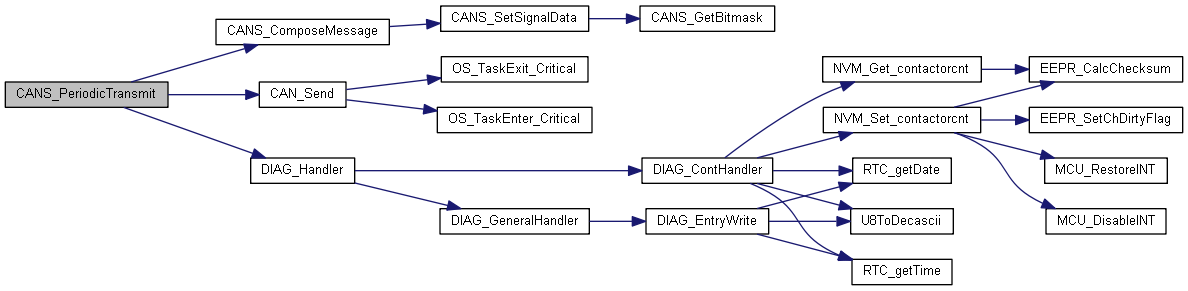 CANS_PeriodicTransmit
CANS_ComposeMessage
CANS_SetSignalData
CANS_GetBitmask
CAN_Send
OS_TaskExit_Critical
OS_TaskEnter_Critical
DIAG_Handler
DIAG_ContHandler
DIAG_GeneralHandler
DIAG_EntryWrite
NVM_Get_contactorcnt
NVM_Set_contactorcnt
RTC_getDate
U8ToDecascii
RTC_getTime
EEPR_CalcChecksum
EEPR_SetChDirtyFlag
MCU_RestoreINT
MCU_DisableINT